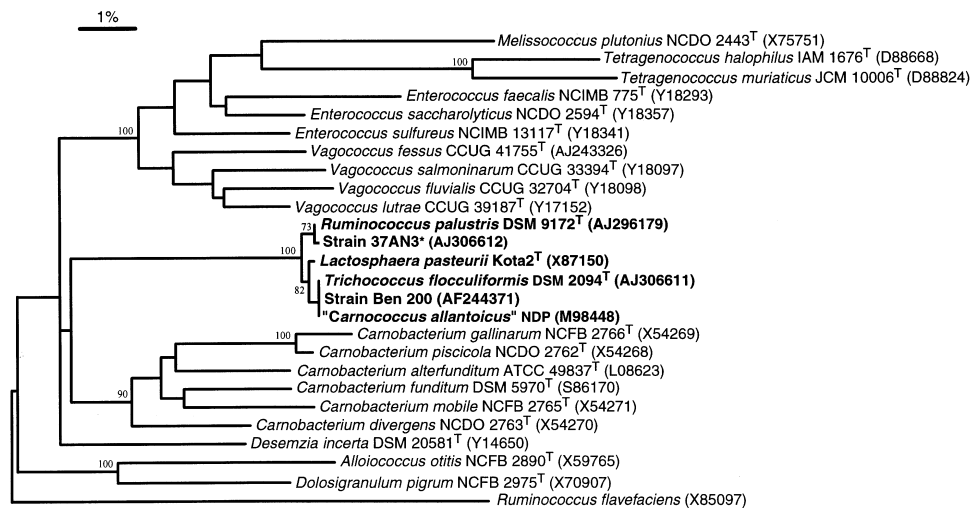 1%
Melissococcus plutonius NCDO 2443T (X75751)
Tetragenococcus halophilus IAM 1676T (D88668)
100
Tetragenococcus muriaticus JCM 10006T (D88824)
Enterococcus faecalis NCIMB 775T (Y18293)
Enterococcus saccharolyticus NCDO 2594T (Y18357)
100
Enterococcus sulfureus NCIMB 13117T (Y18341)
Vagococcus fessus CCUG 41755T (AJ243326)
Vagococcus salmoninarum CCUG 33394T (Y18097)
Vagococcus fluvialis CCUG 32704T (Y18098)
Vagococcus lutrae CCUG 39187T (Y17152)
73
Ruminococcus palustris DSM 9172T (AJ296179)
Strain 37AN3* (AJ306612)
100
Lactosphaera pasteurii Kota2T (X87150)
Trichococcus flocculiformis DSM 2094T (AJ306611)
82
Strain Ben 200 (AF244371)
"Carnococcus allantoicus" NDP (M98448)
100
Carnobacterium gallinarum NCFB 2766T (X54269)
Carnobacterium piscicola NCDO 2762T (X54268)
Carnobacterium alterfunditum ATCC 49837T (L08623)
Carnobacterium funditum DSM 5970T (S86170)
90
Carnobacterium mobile NCFB 2765T (X54271)
Carnobacterium divergens NCDO 2763T (X54270)
Desemzia incerta DSM 20581T (Y14650)
100
Alloiococcus otitis NCFB 2890T (X59765)
Dolosigranulum pigrum NCFB 2975T (X70907)
Ruminococcus flavefaciens (X85097)